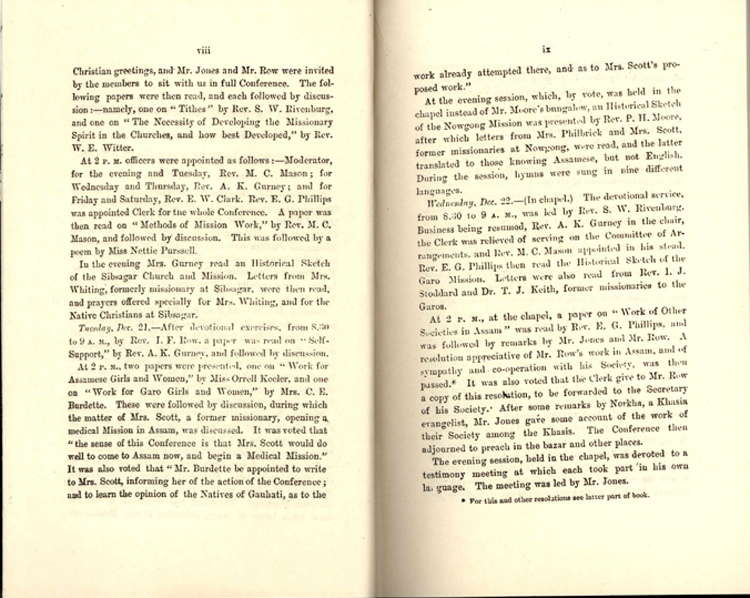 viii
Christian greetings, and Mr. Jones and Mr. Row were invited
by the members to sit with us in full Conference. The fol-
lowing papers were then read, and each followed by discus-
sion :—namely, one on “ Tithes” by Rev. S. W. Rivenburg,
and one on “ The Necessity of Developing the Missionary
Spirit in the Churches, and how best Developed,” by Rev.
W. E. Witter.
At 2 P. M. officers were appointed as follows :—Moderator,
for the evening and Tuesday, Rev. M. C. Mason ; for
Wednesday and Thursday, Rev. A. K. Gurney ; and for
Friday and Saturday, Rev. E. W. Clark. Rev. E. G. Phillips
was appointed Clerk for the whole Conference. A paper was
then read on “ Methods of Mission Work,” by Rev. M. C.
Mason, and followed by discussion. This was followed by a
poem by Miss Nettie Purssell.
In the evening Mrs. Gurney read an Historical Sketch
of the Sibsagar Church and Mission. Letters from Mrs.
Whiting, formerly missionary at Sibsagar, were then read,
and prayers offered specially for Mrs. Whiting, and for the
Native Christians at Sibsagar.
Tuesday, Dec. 21.—After devotional exercises, from 8,30
to 9 A. M., by Rev. I. F. Row, a paper was read on “ Self-
Support,” by Rev. A. K. Gurney, and followed by discussion.
At 2 P. M., two papers were presented, one on “ Work for
Assamese Girls and Women,” by Miss Orrell Keeler, and one
on “ Work for Garo Girls and Women,” by Mrs. C. E.
Burdette. These were followed by discussion, during which
the matter of Mrs. Scott, a former missionary, opening a
medical Mission in Assam, was discussed. It was voted that
“ the sense of this Conference is that Mrs. Scott would do
well to come to Assam now, and begin a Medical Mission.”
It was also voted that “ Mr. Burdette be appointed to write
to Mrs. Scott, informing her of the action of the Conference ;
and to learn the opinion of the Natives of Gauhati, as to the
ix
work already attempted there, and as to Mrs. Scott's pro-
posed work.”
At the evening session, which, by vote, was held in the
chapel instead of Mr. Moore's bungalow, an Historical Sketch
of the Nowgong Mission was presented by Rev. P. H. Moore,
after which letters from Mrs. Philbrick and Mrs. Scott,
former missionaries at Nowgong, were read, and the latter
translated to those knowing Assamese, but not English.
During the session, hymns were sung in nine different
languages.
Wednesday, Dec. 22.—(In chapel.) The devotional service,
from 8,30 to 9 A. M., was led by Rev. S. W. Rivenburg.
Business being resumed, Rev. A. K. Gurney in the chair,
the Clerk was relieved of serving on the Committee of Ar-
rangements, and Rev. M. C. Mason appointed in his stead.
Rev. E. G. Phillips then read the Historical Sketch of the
Garo Mission. Letters were also read from Rev. I. J.
Stoddard and Dr. T. J. Keith, former missionaries to the
Garos.
At 2 P. M., at the chapel, a paper on “ Work of Other
Societies in Assam ” was read by Rev. E. G. Phillips, and
was followed by remarks by Mr. Jones and Mr. Row. A
resolution appreciative of Mr. Row's work in Assam, and of
sympathy and co-operation with his Society, was then
passed.* It was also voted that the Clerk give to Mr. Row
a copy of this resolution, to be forwarded to the Secretary
of his Society. After some remarks by Norkha, a Khasia
evangelist, Mr. Jones gave some account of the work of
their Society among the Khasis. The Conference then
adjourned to preach in the bazar and other places.
The evening session, held in the chapel, was devoted to a
testimony meeting at which each took part in his own
la guage. The meeting was led by Mr. Jones.
* For this and other resolutions see latter part of book.